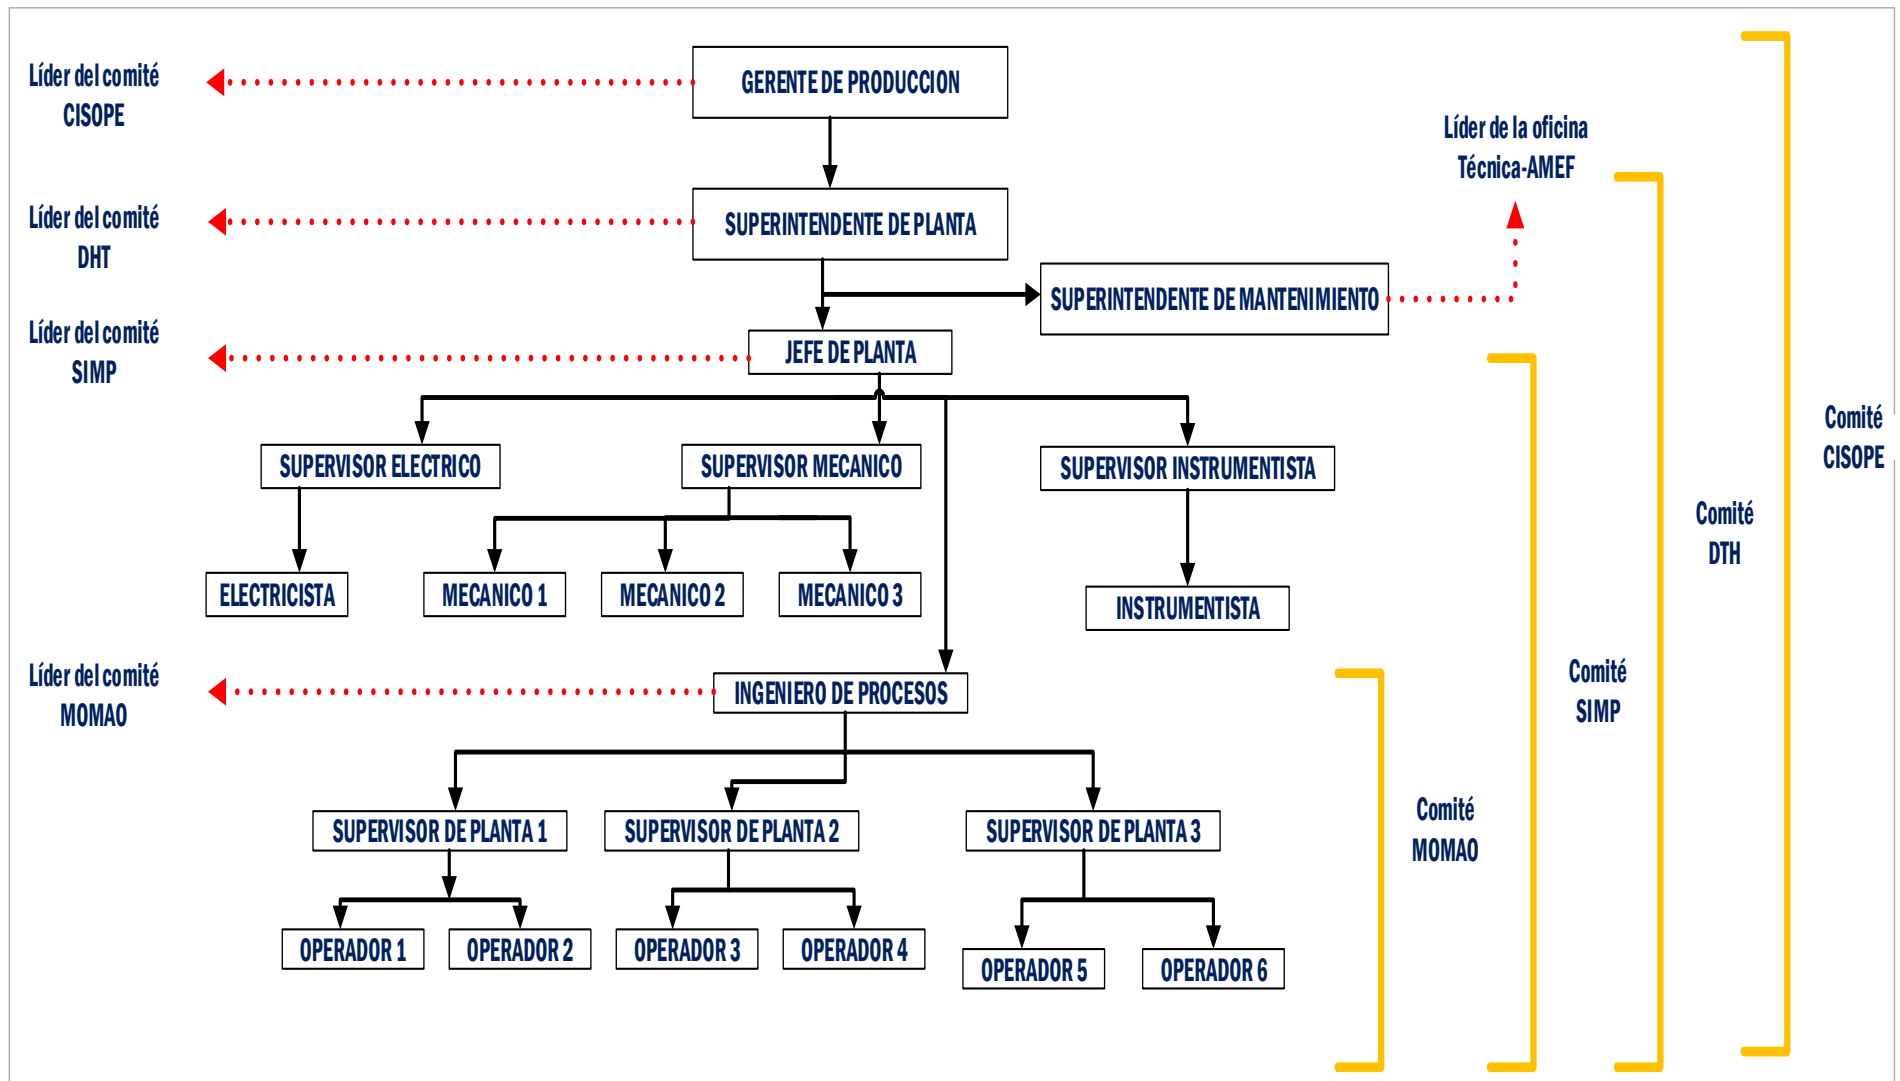 Líder del comité
CISOPE
GERENTE DE PRODUCCION
Líder de la oficina
Técnica-AMEF
Líder del comité
DHT
SUPERINTENDENTE DE PLANTA
SUPERINTENDENTE DE MANTENIMIENTO
Líder del comité
SIMP
JEFE DE PLANTA
Comité
CISOPE
SUPERVISOR ELECTRICO
SUPERVISOR MECANICO
SUPERVISOR INSTRUMENTISTA
Comité
DTH
ELECTRICISTA
MECANICO 1
MECANICO 2
MECANICO 3
INSTRUMENTISTA
Líder del comité
MOMAO
INGENIERO DE PROCESOS
Comité
SIMP
SUPERVISOR DE PLANTA 1
SUPERVISOR DE PLANTA 2
SUPERVISOR DE PLANTA 3
Comité
MOMAO
OPERADOR 1
OPERADOR 2
OPERADOR 3
OPERADOR 4
OPERADOR 5
OPERADOR 6